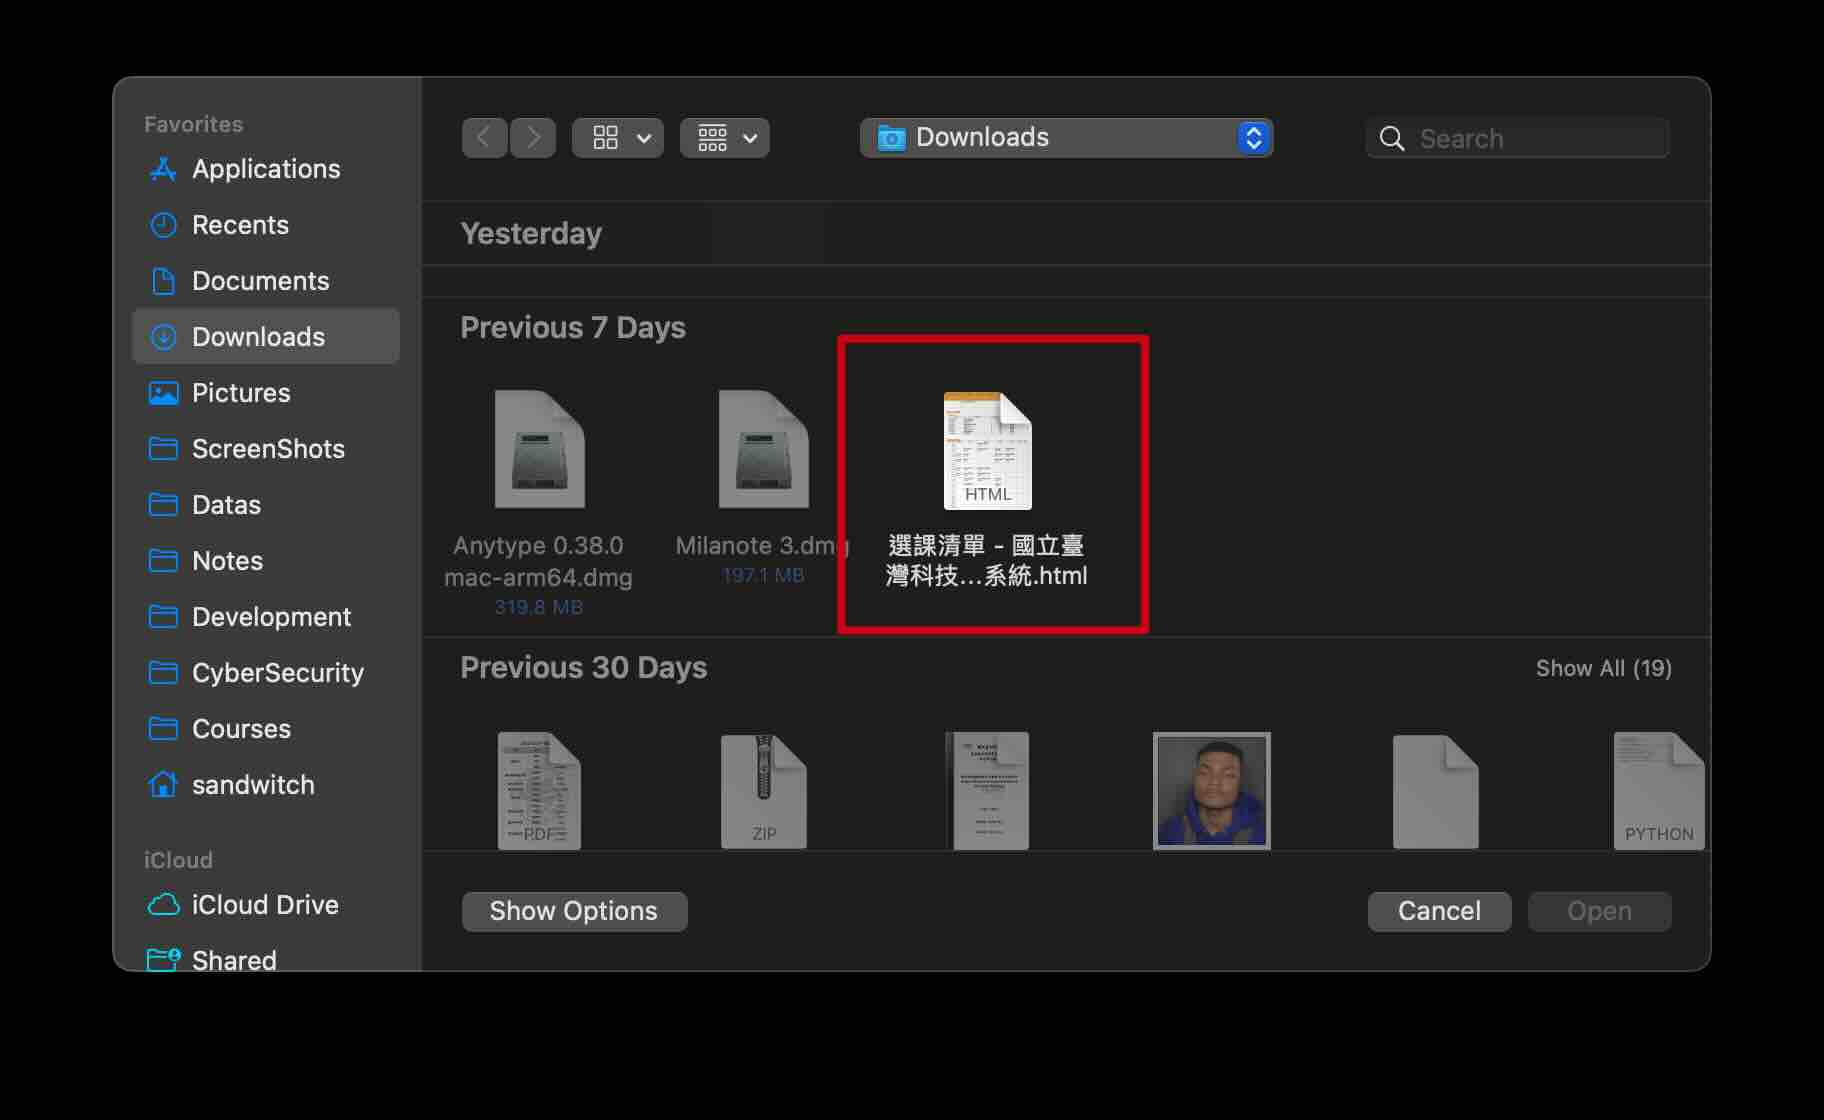 Favorites
Applications
Recents
Documents
Downloads
Pictures
ScreenShots
Datas
Notes
Development
CyberSecurity
Courses
sandwitch
iCloud
iCloud Drive
Shared
Downloads
Search
Yesterday
Previous 7 Days
Anytype 0.38.0
mac-arm64.dmg
319.8 MB
Milanote 3.dmg
197.1 MB
HTML
選課清單 - 國立臺
灣科技...系統.html
Previous 30 Days
Show All (19)
PDF
ZIP
PYTHON
Show Options
Cancel
Open